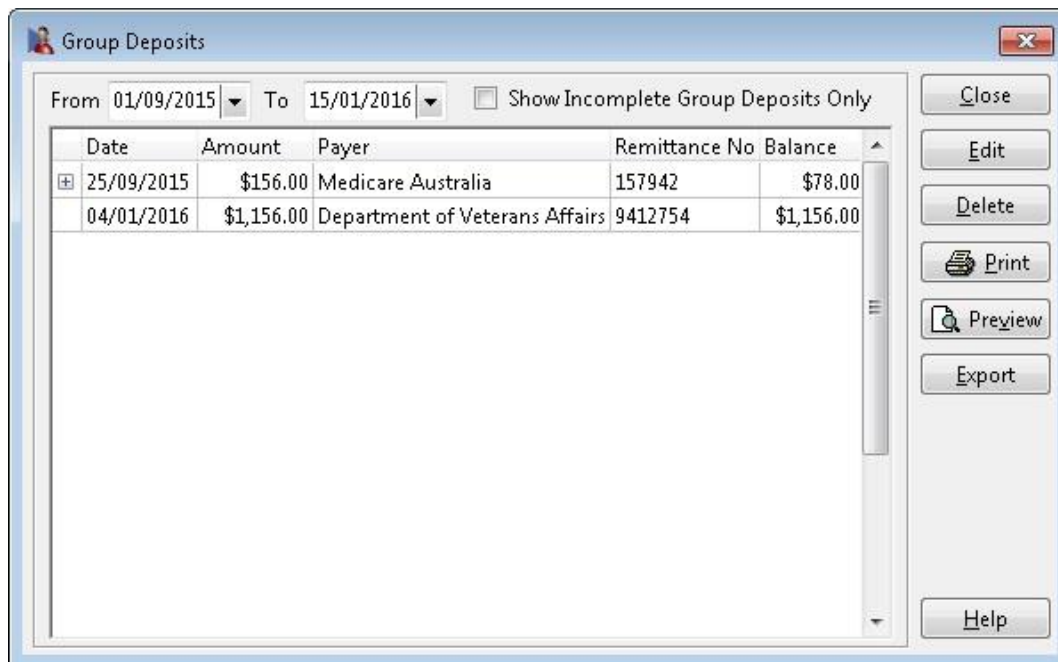 Group Deposits
From 01/09/2015 To 15/01/2016 Show Incomplete Group Deposits Only
Close
Date Amount Payer Remittance No Balance
Edit
25/09/2015 $156.00 Medicare Australia 157942 $78.00
04/01/2016 $1,156.00 Department of Veterans Affairs 9412754 $1,156.00
Delete
Print
Preview
Export
Help